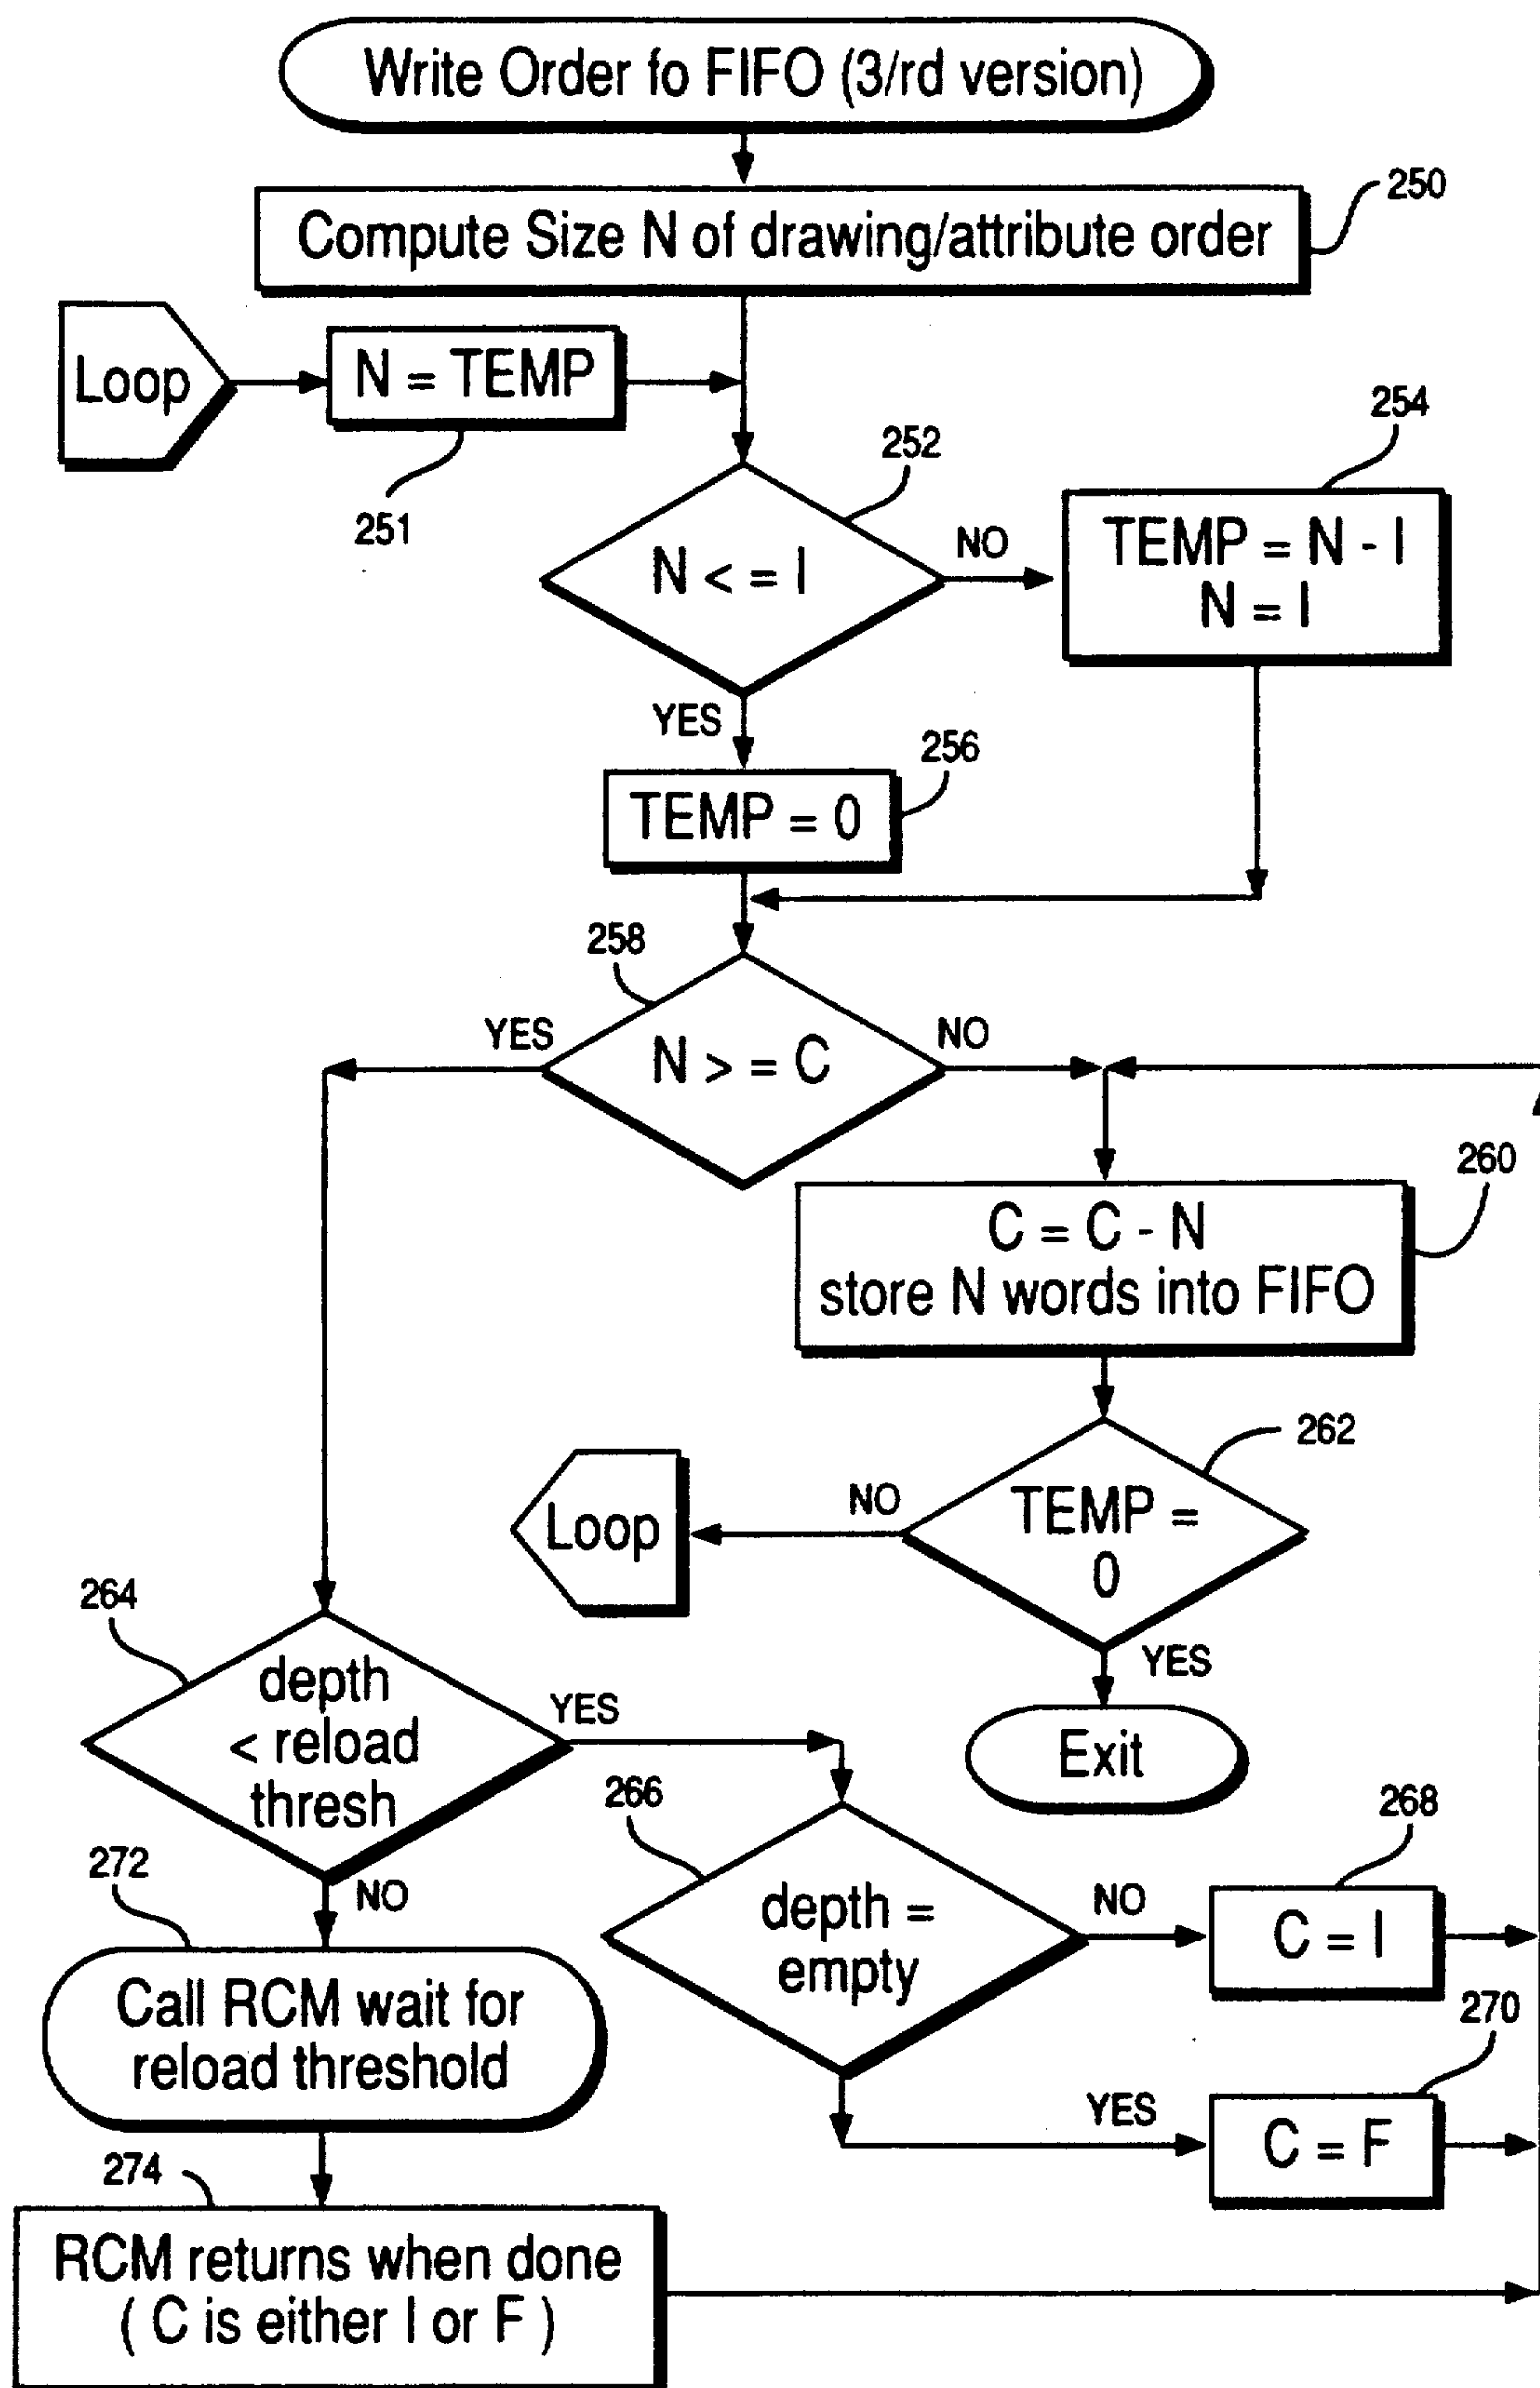 Write Order fo FIFO (3/rd version)
250
Compute Size N of drawing/attribute order
Loop
N = TEMP
251
252
254
N < = I
NO
TEMP = N - I
N = I
YES
256
TEMP = 0
258
YES
N > = C
NO
260
C = C - N
store N words into FIFO
262
Loop
NO
TEMP =
0
YES
Exit
264
depth
< reload
thresh
YES
NO
266
depth =
empty
NO
268
C = I
270
YES
C = F
272
Call RCM wait for
reload threshold
274
RCM returns when done
( C is either I or F )